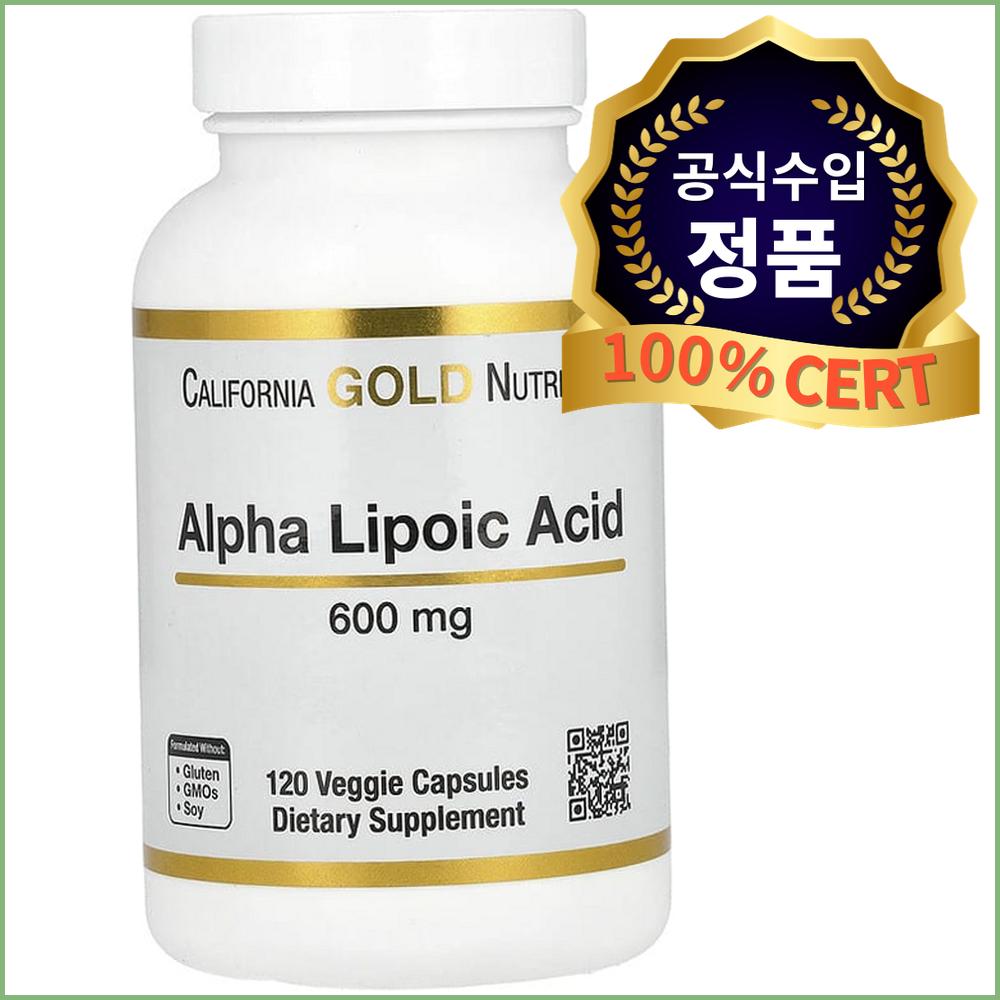 공식수입
정품
100% CERT
CALIFORNIA GOLD
Alpha Lipoic Acid
600 mg
Formulated Without:
• Gluten
• GMOs
• Soy
120 Veggie Capsules
Dietary Supplement